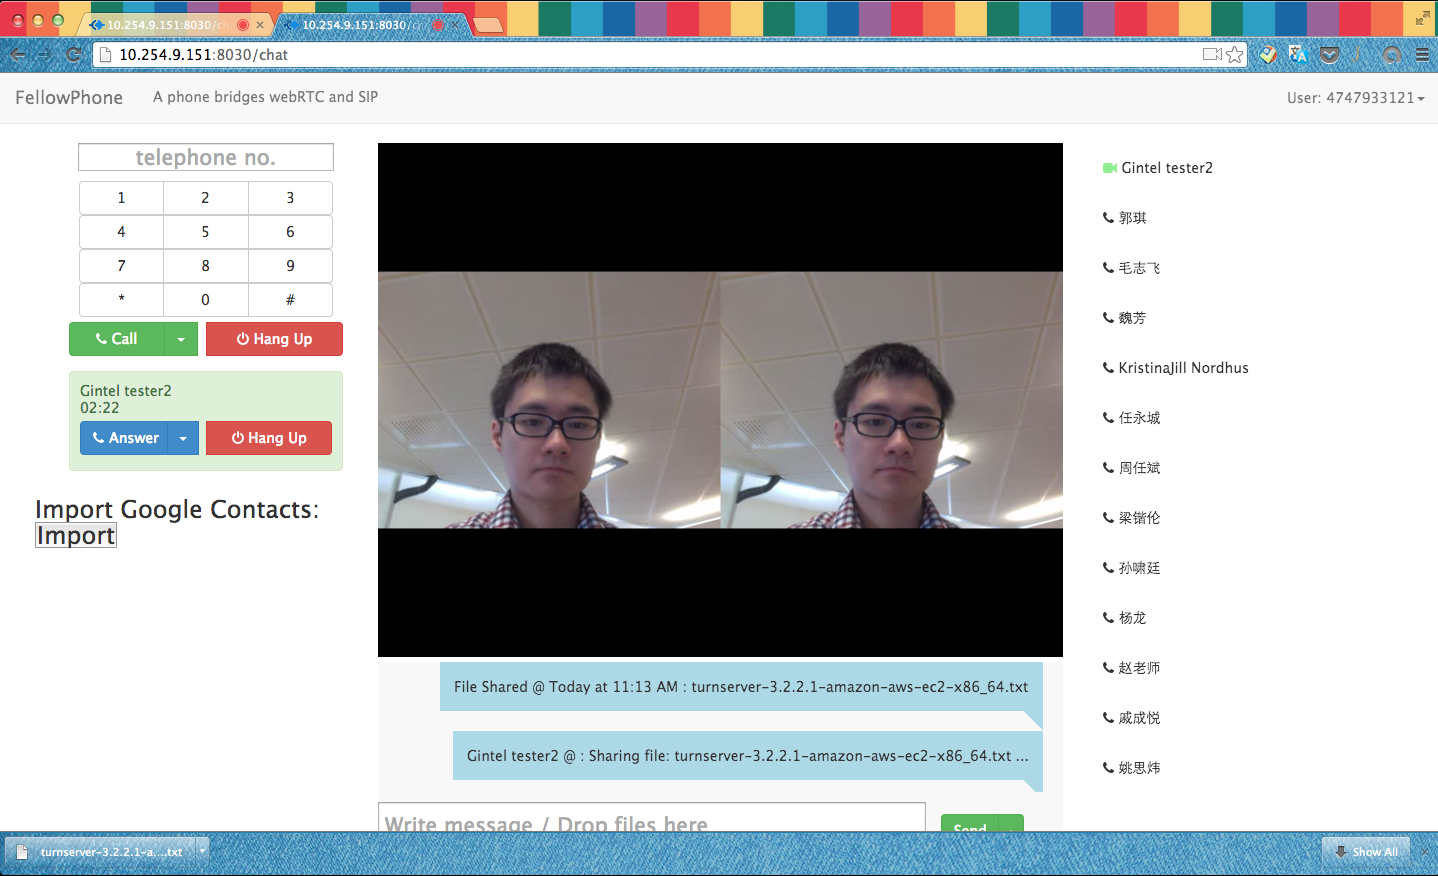 10.254.9.151:8030/ch
10.254.9.151:8030/c
10.254.9.151:8030/chat
FellowPhone
A phone bridges webRTC and SIP
User: 4747933121
telephone no.
1 2 3
4 5 6
7 8 9
* 0 #
Call
Hang Up
Gintel tester2
02:22
Answer
Hang Up
Import Google Contacts:
Import
File Shared @ Today at 11:13 AM : turnserver-3.2.2.1-amazon-aws-ec2-x86_64.txt
Gintel tester2 @ : Sharing file: turnserver-3.2.2.1-amazon-aws-ec2-x86_64.txt ...
Write message / Drop files here
Send
Gintel tester2
郭琪
毛志飞
魏芳
KristinaJill Nordhus
任永城
周任斌
梁锴伦
孙啸廷
杨龙
赵老师
戚成悦
姚思炜
turnserver-3.2.2.1-a....txt
Show All